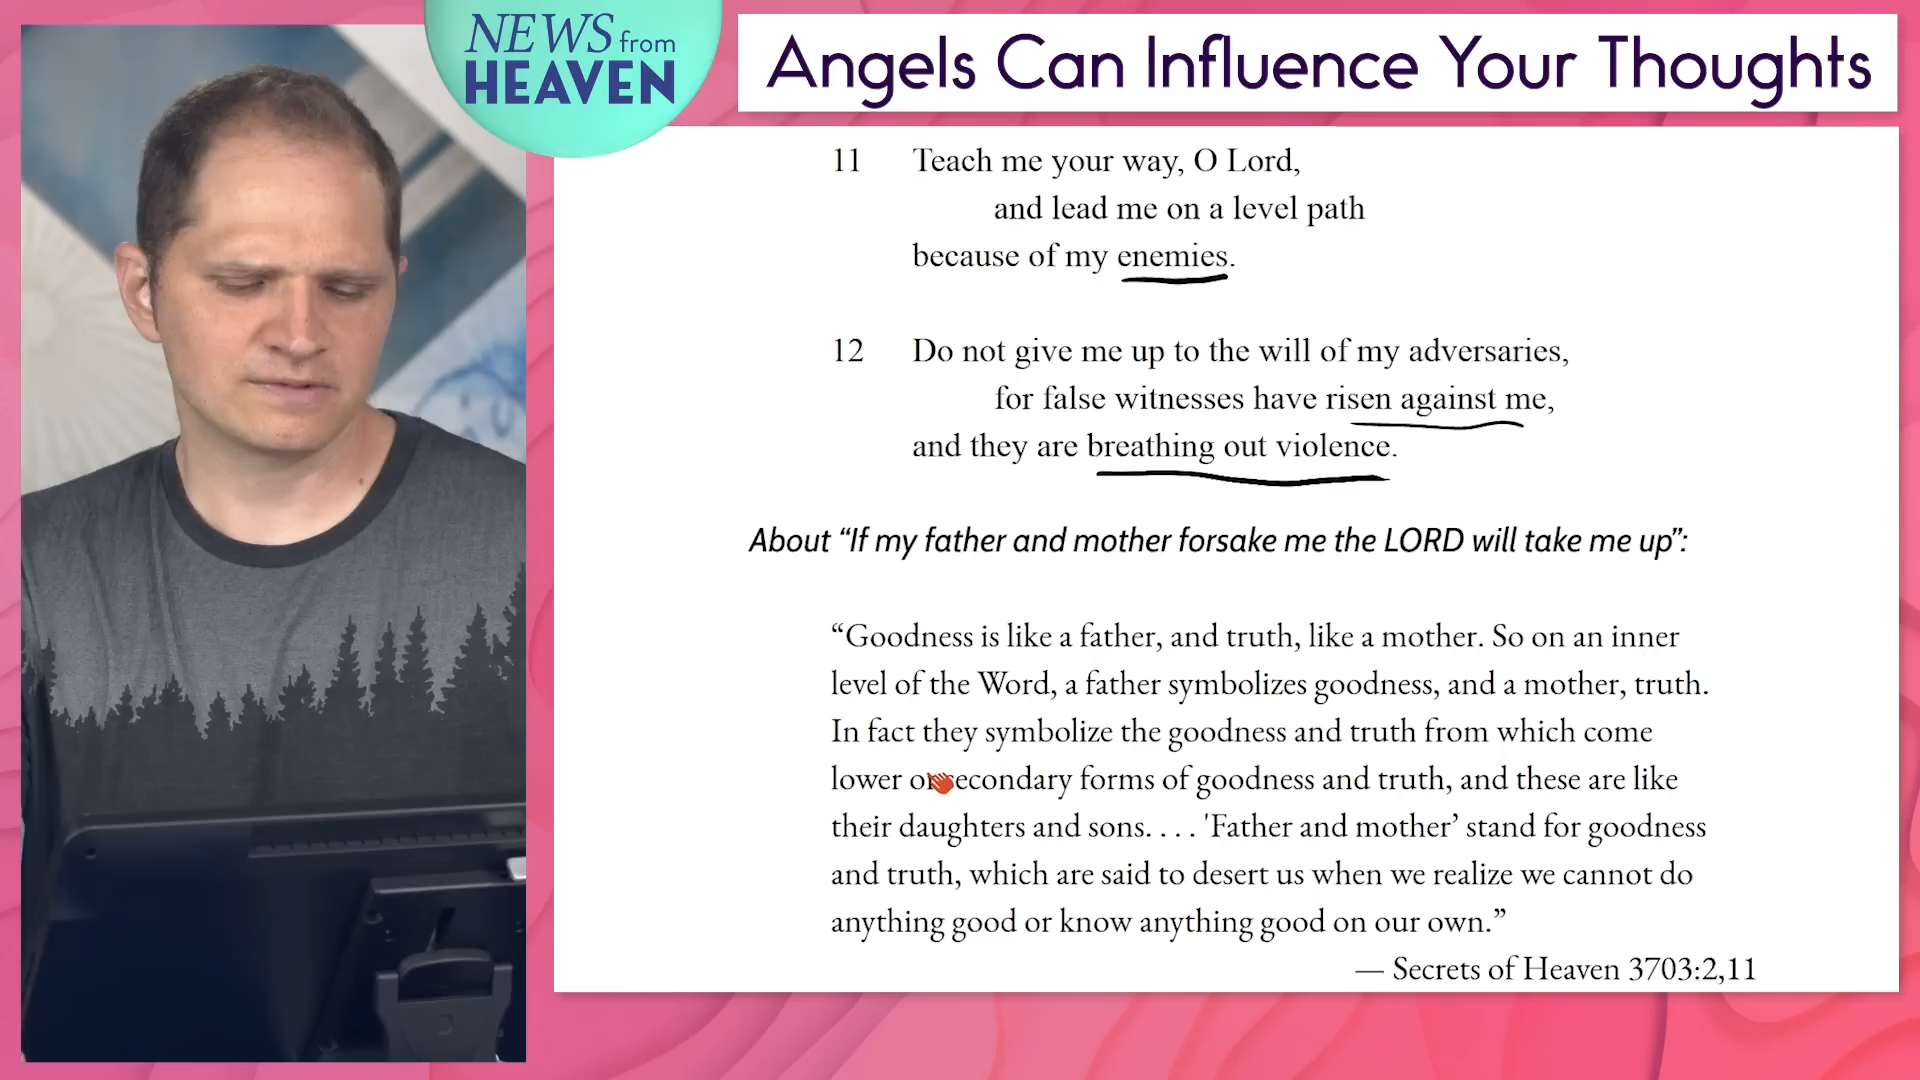 NEWS from
HEAVEN
Angels Can Influence Your Thoughts
11 Teach me your way, O Lord,
and lead me on a level path
because of my enemies.
12 Do not give me up to the will of my adversaries,
for false witnesses have risen against me,
and they are breathing out violence.
About “If my father and mother forsake me the LORD will take me up”:
“Goodness is like a father, and truth, like a mother. So on an inner
level of the Word, a father symbolizes goodness, and a mother, truth.
In fact they symbolize the goodness and truth from which come
lower or secondary forms of goodness and truth, and these are like
their daughters and sons. . . . 'Father and mother’ stand for goodness
and truth, which are said to desert us when we realize we cannot do
anything good or know anything good on our own.”
— Secrets of Heaven 3703:2,11